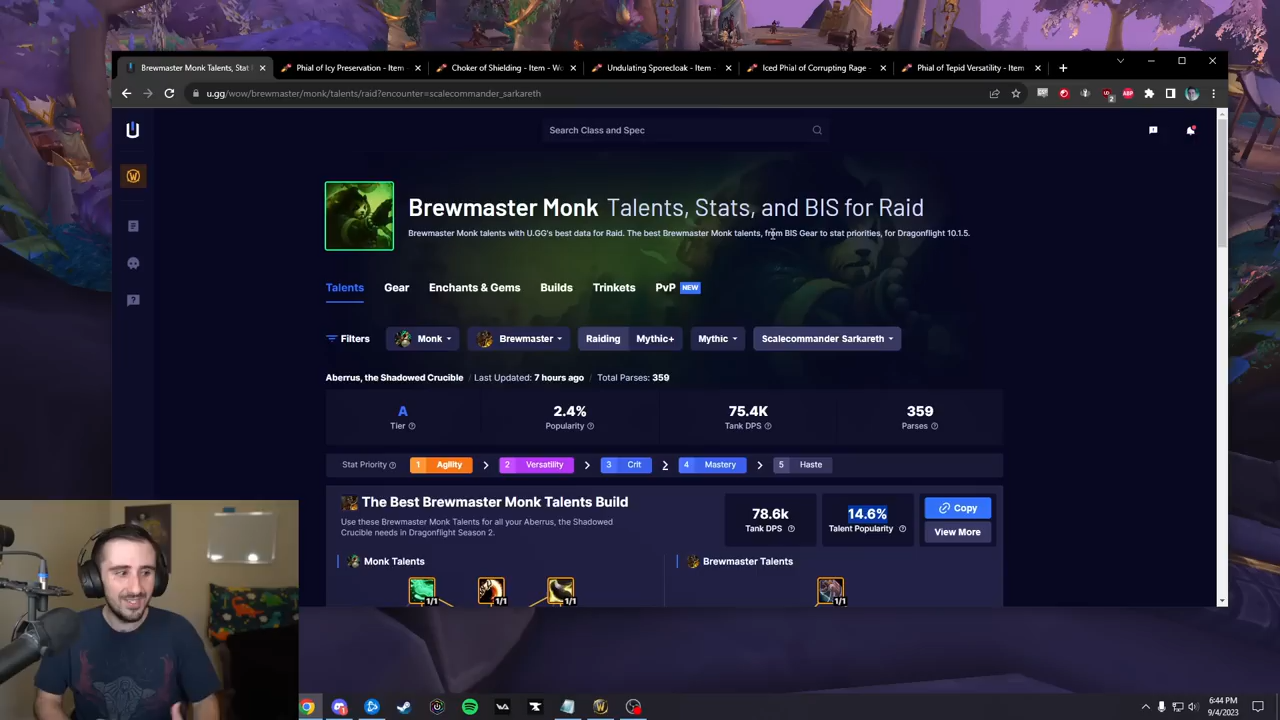 Brewmaster Monk Talents, Stat
Phial of Icy Preservation - Item -
Choker of Shielding - Item - Wo
Undulating Sporecloak - Item -
Iced Phial of Corrupting Rage -
Phial of Tepid Versatility - Item -
u.gg/wow/brewmaster/monk/talents/raid?encounter=scalecommander_sarkareth
2
ABP
Search Class and Spec
Brewmaster Monk Talents, Stats, and BIS for Raid
Brewmaster Monk talents with U.GG's best data for Raid. The best Brewmaster Monk talents, from BIS Gear to stat priorities, for Dragonflight 10.1.5.
Talents Gear Enchants & Gems Builds Trinkets PvP NEW
Filters Monk Brewmaster Raiding Mythic+ Mythic Scalecommander Sarkareth
Aberrus, the Shadowed Crucible / Last Updated: 7 hours ago / Total Parses: 359
A 2.4% 75.4K 359
Tier Popularity Tank DPS Parses
Stat Priority 1 Agility > 2 Versatility > 3 Crit ≥ 4 Mastery > 5 Haste
The Best Brewmaster Monk Talents Build
Use these Brewmaster Monk Talents for all your Aberrus, the Shadowed
Crucible needs in Dragonflight Season 2.
78.6k
Tank DPS
14.6%
Talent Popularity
Copy
View More
Monk Talents
Brewmaster Talents
1/1 1/1 1/1 1/1
6:44 PM
9/4/2023